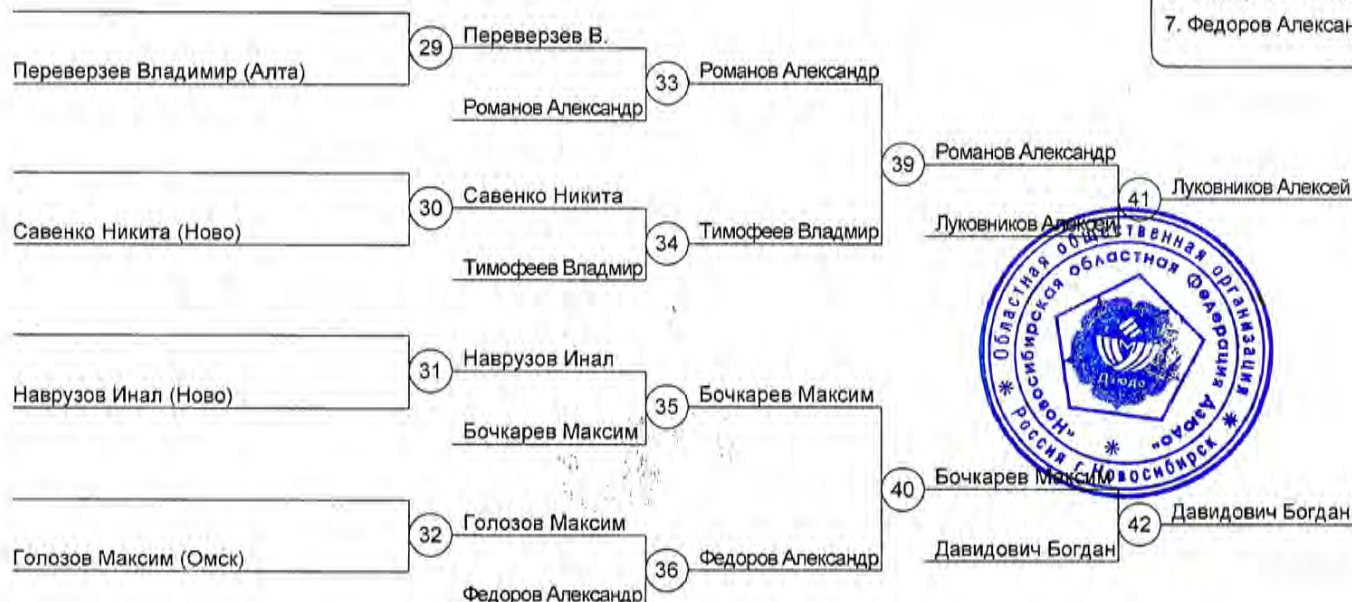 7. Федоров Алексан
29
Переверзев В.
Переверзев Владимир (Алта)
33
Романов Александр
Романов Александр
39
Романов Александр
41
Луковников Алексей
30
Савенко Никита
Савенко Никита (Ново)
34
Тимофеев Владмир
Луковников Алексей
Тимофеев Владмир
31
Наврузов Инал
Наврузов Инал (Ново)
35
Бочкарев Максим
Бочкарев Максим
40
Бочкарев Максим
32
Голозов Максим
42
Давидович Богдан
Голозов Максим (Омск)
36
Федоров Александр
Давидович Богдан
Федоров Александр
* Областная общественная организация *
Россия г. Новосибирск
"Новосибирская областная Федерация Дзюдо"
*
Дзюдо